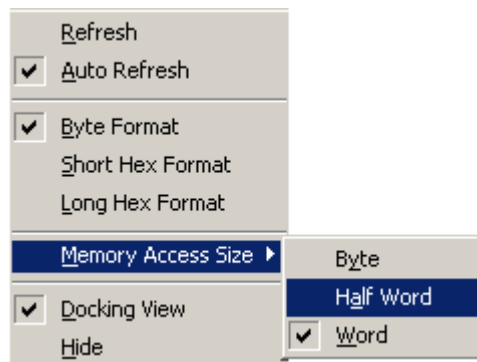 Refresh
Auto Refresh
Byte Format
Short Hex Format
Long Hex Format
Memory Access Size
Docking View
Hide
Byte
Half Word
Word